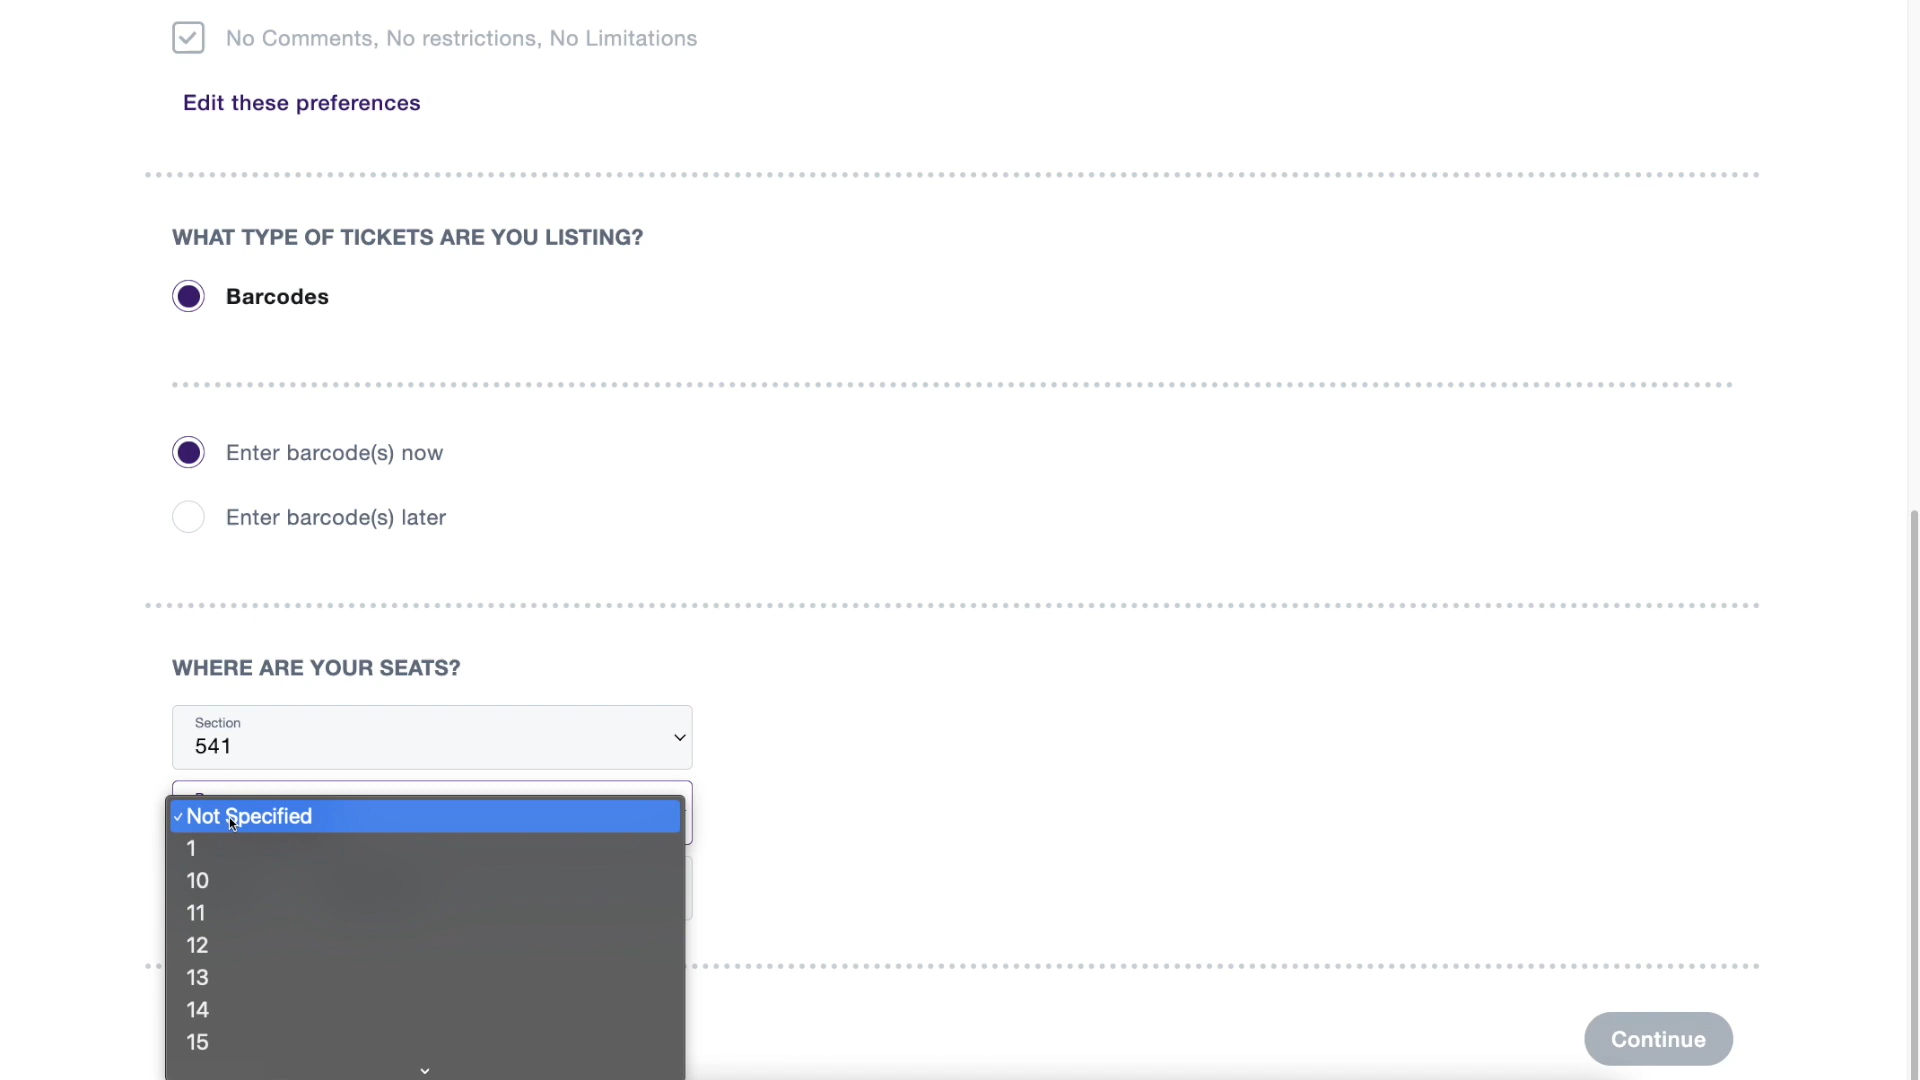 No Comments, No restrictions, No Limitations
Edit these preferences
WHAT TYPE OF TICKETS ARE YOU LISTING?
Barcodes
Enter barcode(s) now
Enter barcode(s) later
WHERE ARE YOUR SEATS?
Section
541
Not Specified
1
10
11
12
13
14
15
Continue